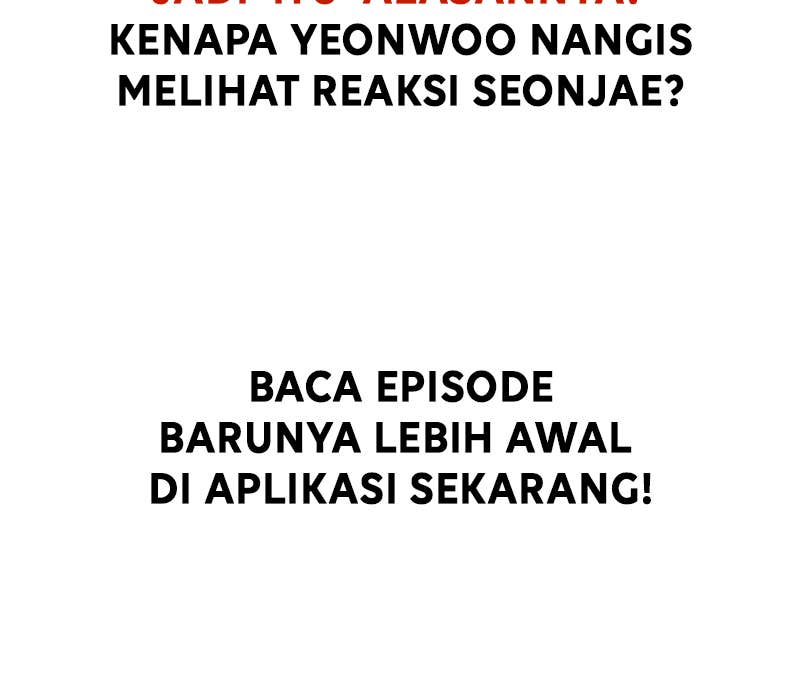 KENAPA YEONWOO NANGIS
MELIHAT REAKSI SEONJAE?
BACA EPISODE
BARUNYA LEBIH AWAL
DI APLIKASI SEKARANG!